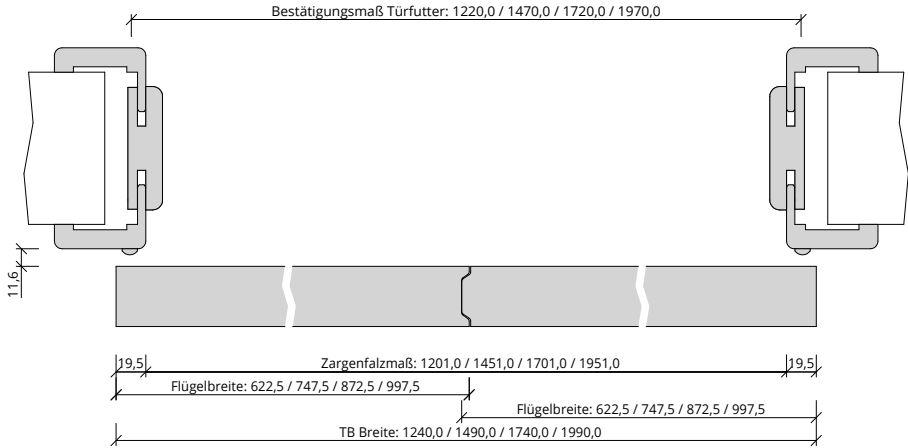 Bestätigungsmaß Türfutter: 1220,0 / 1470,0 / 1720,0 / 1970,0
11,6
19,5
Zargenfalzmaß: 1201,0 / 1451,0 / 1701,0 / 1951,0
19,5
Flügelbreite: 622,5 / 747,5 / 872,5 / 997,5
Flügelbreite: 622,5 / 747,5 / 872,5 / 997,5
TB Breite: 1240,0 / 1490,0 / 1740,0 / 1990,0